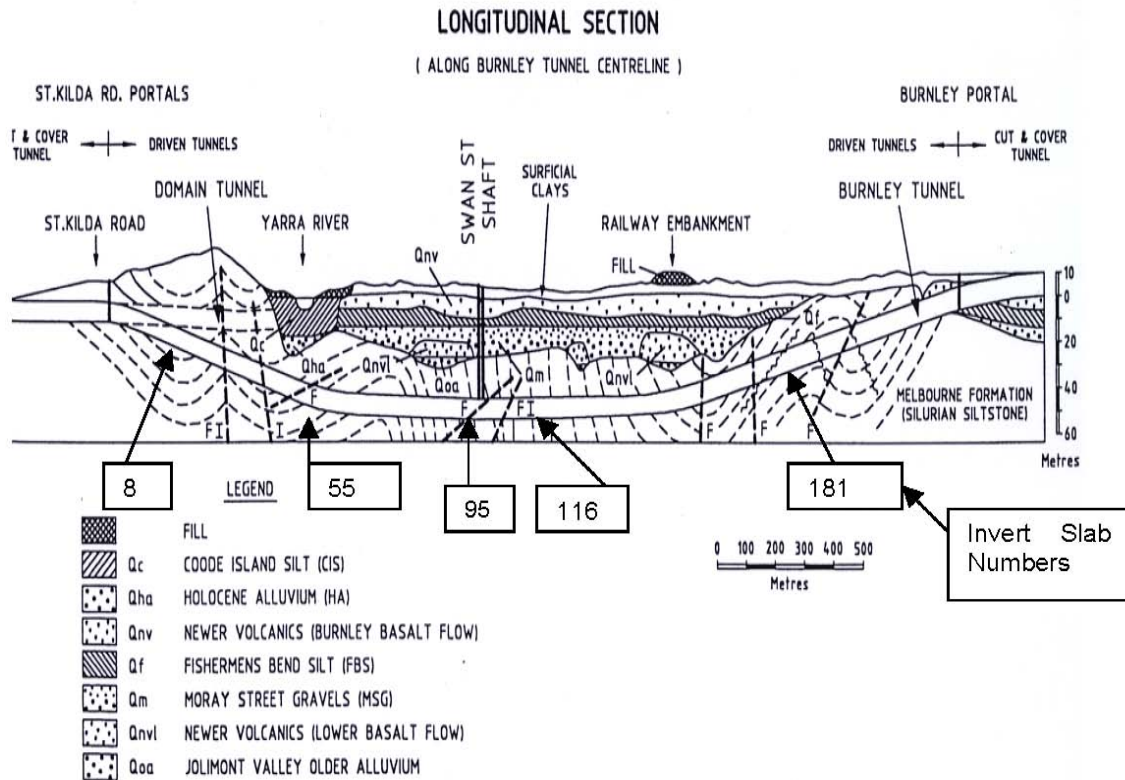 LONGITUDINAL SECTION
( ALONG BURNLEY TUNNEL CENTRELINE )
ST.KILDA RD. PORTALS
BURNLEY PORTAL
T & COVER
TUNNEL
DRIVEN TUNNELS
DRIVEN TUNNELS
CUT & COVER
TUNNEL
DOMAIN TUNNEL
SWAN ST
SHAFT
SURFICIAL
CLAYS
BURNLEY TUNNEL
ST.KILDA ROAD
YARRA RIVER
RAILWAY EMBANKMENT
Qnv
FILL
10
0
10
20
40
60
Metres
Qc
Qha
Qnvl
Qoa
Qm
Qnvl
Qf
MELBOURNE FORMATION
(SILURIAN SILTSTONE)
F
F
FI
FI
I
F
F
F
8
55
95
116
181
Invert Slab
Numbers
LEGEND
FILL
Qc COODE ISLAND SILT (CIS)
Qha HOLOCENE ALLUVIUM (HA)
Qnv NEWER VOLCANICS (BURNLEY BASALT FLOW)
Qf FISHERMENS BEND SILT (FBS)
Qm MORAY STREET GRAVELS (MSG)
Qnvl NEWER VOLCANICS (LOWER BASALT FLOW)
Qoa JOLIMONT VALLEY OLDER ALLUVIUM
0 100 200 300 400 500
Metres